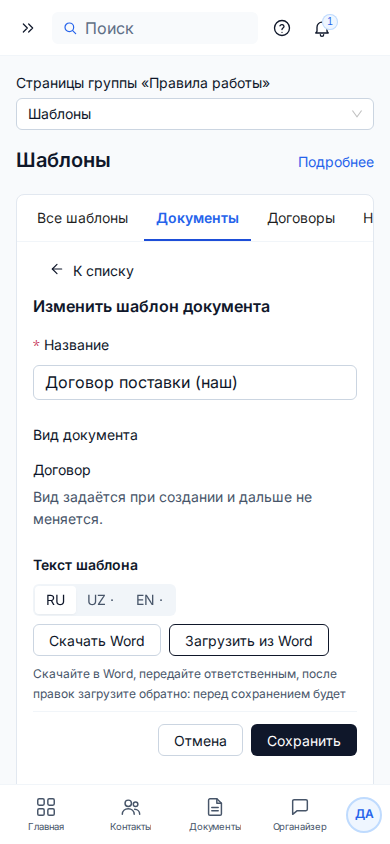 Поиск
1
Страницы группы «Правила работы»
Шаблоны
Шаблоны
Подробнее
Все шаблоны Документы Договоры Н
К списку
Изменить шаблон документа
* Название
Договор поставки (наш)
Вид документа
Договор
Вид задаётся при создании и дальше не
меняется.
Текст шаблона
RU UZ · EN ·
Скачать Word Загрузить из Word
Скачайте в Word, передайте ответственным, после
правок загрузите обратно: перед сохранением будет
Отмена Сохранить
Главная Контакты Документы Органайзер ДА